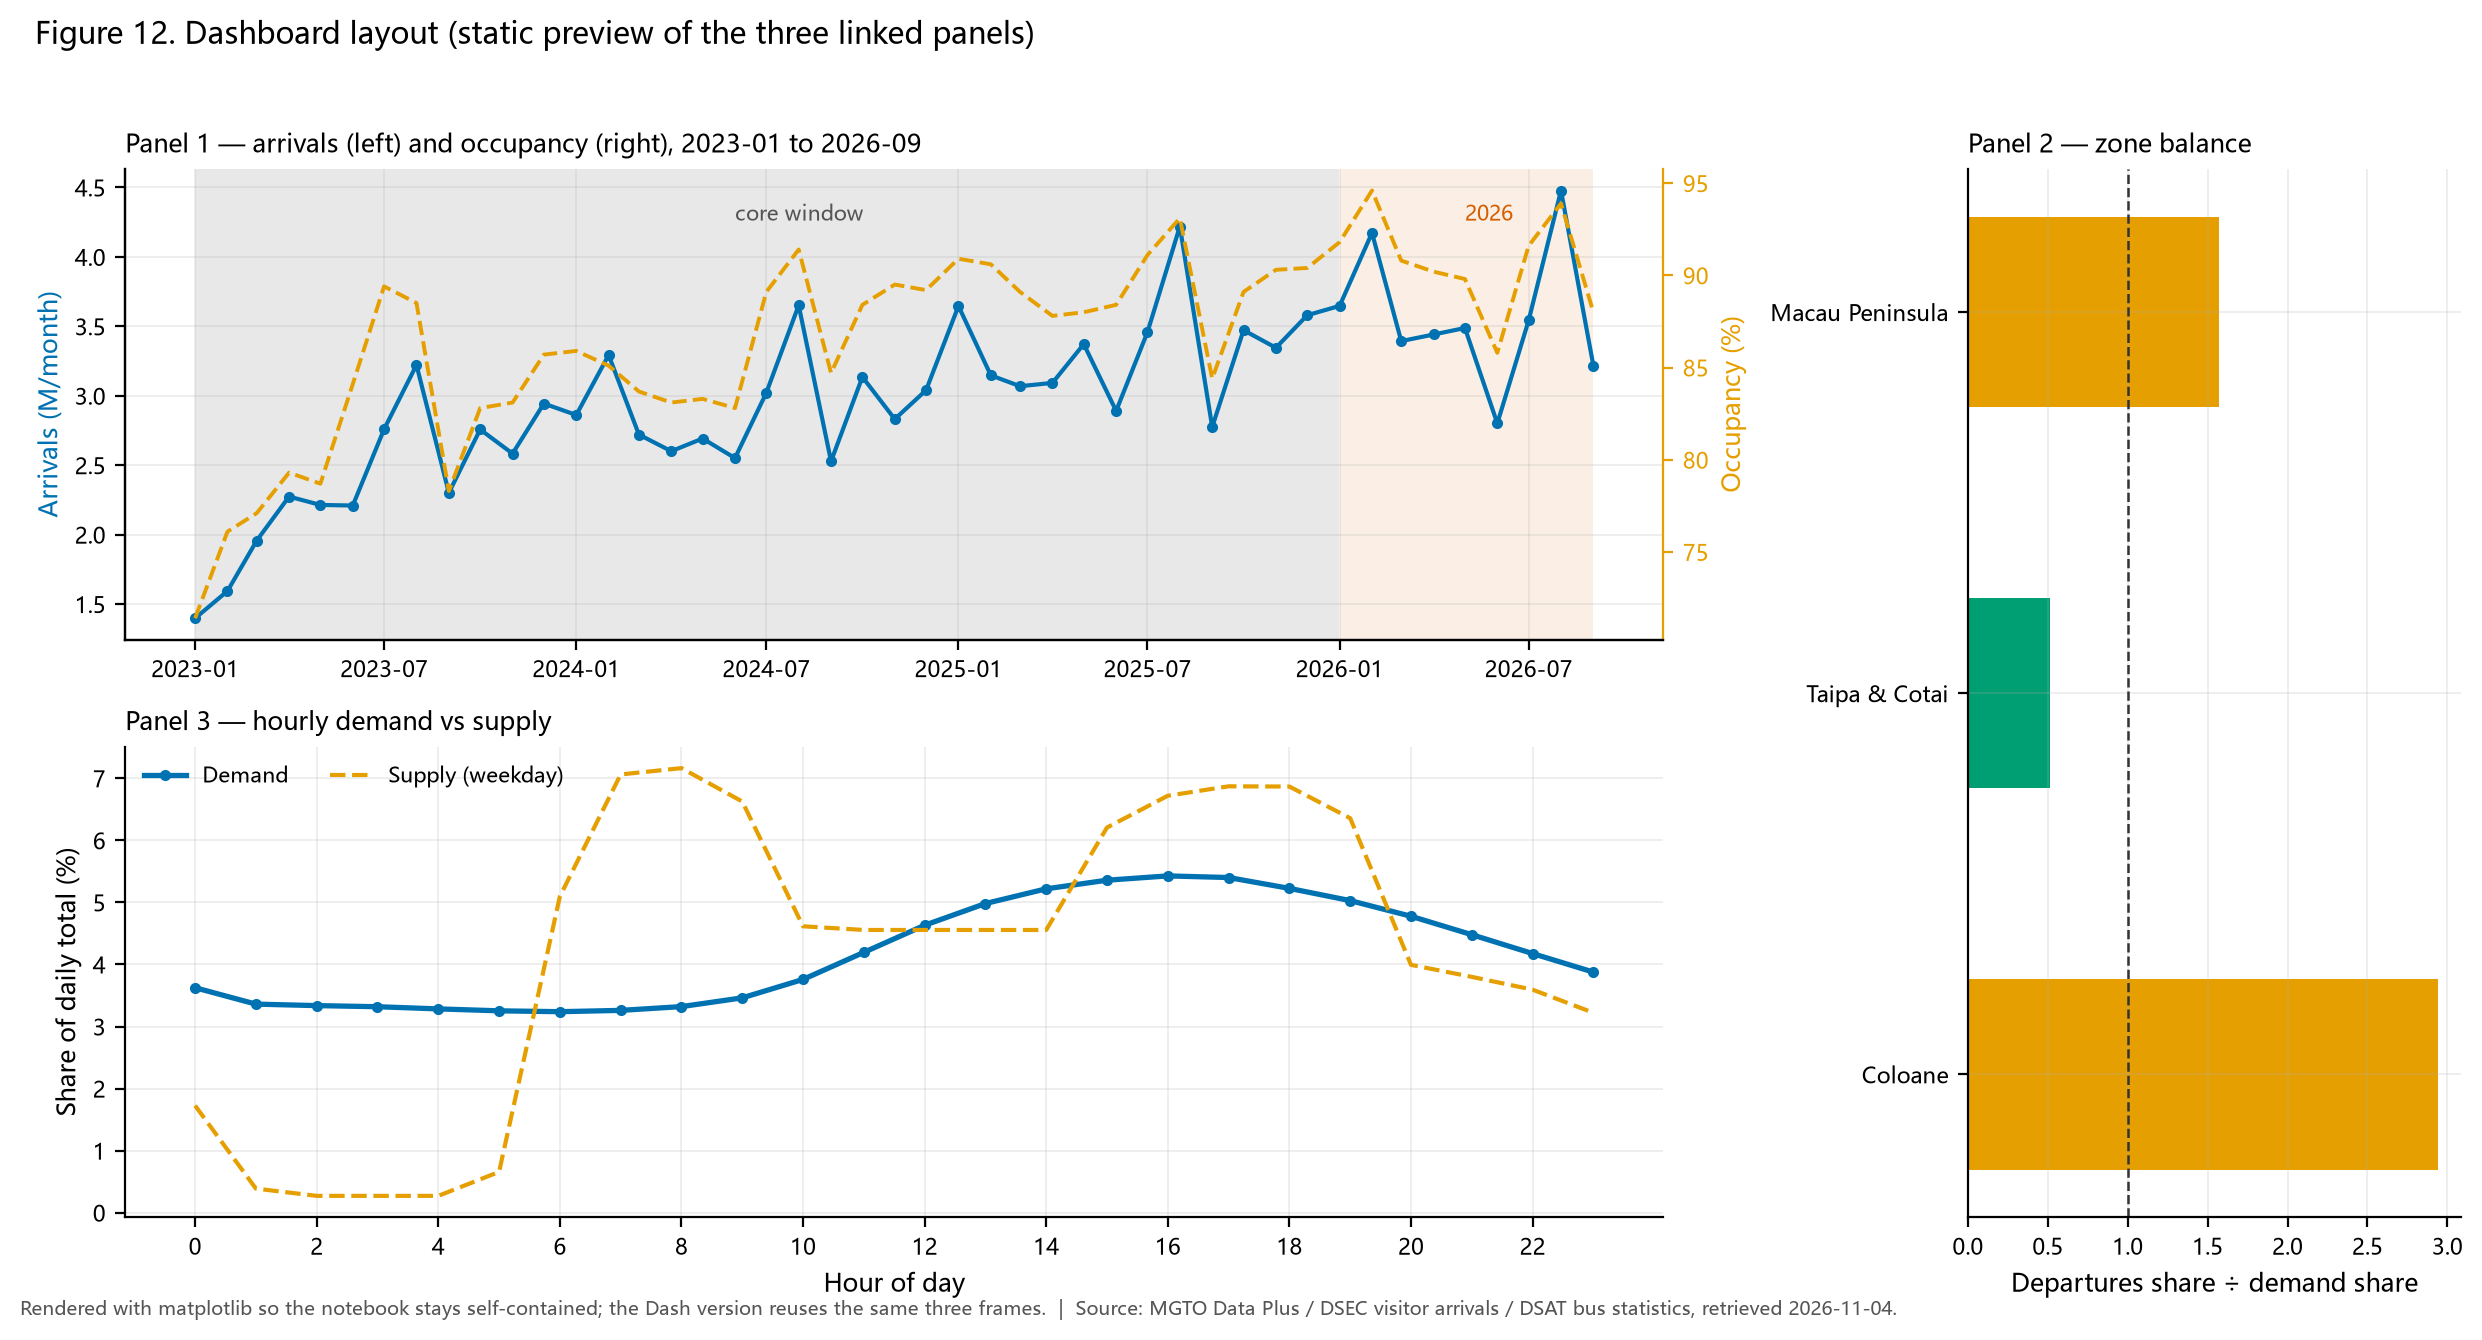 Figure 12. Dashboard layout (static preview of the three linked panels)
Panel 1 — arrivals (left) and occupancy (right), 2023-01 to 2026-09
Arrivals (M/month)
4.5
4.0
3.5
3.0
2.5
2.0
1.5
core window
2026
95
90
85
80
75
Occupancy (%)
2023-01 2023-07 2024-01 2024-07 2025-01 2025-07 2026-01 2026-07
Panel 2 — zone balance
Macau Peninsula
Taipa & Cotai
Coloane
0.0 0.5 1.0 1.5 2.0 2.5 3.0
Departures share ÷ demand share
Panel 3 — hourly demand vs supply
Demand Supply (weekday)
Share of daily total (%)
7
6
5
4
3
2
1
0
0 2 4 6 8 10 12 14 16 18 20 22
Hour of day
Rendered with matplotlib so the notebook stays self-contained; the Dash version reuses the same three frames. | Source: MGTO Data Plus / DSEC visitor arrivals / DSAT bus statistics, retrieved 2026-11-04.